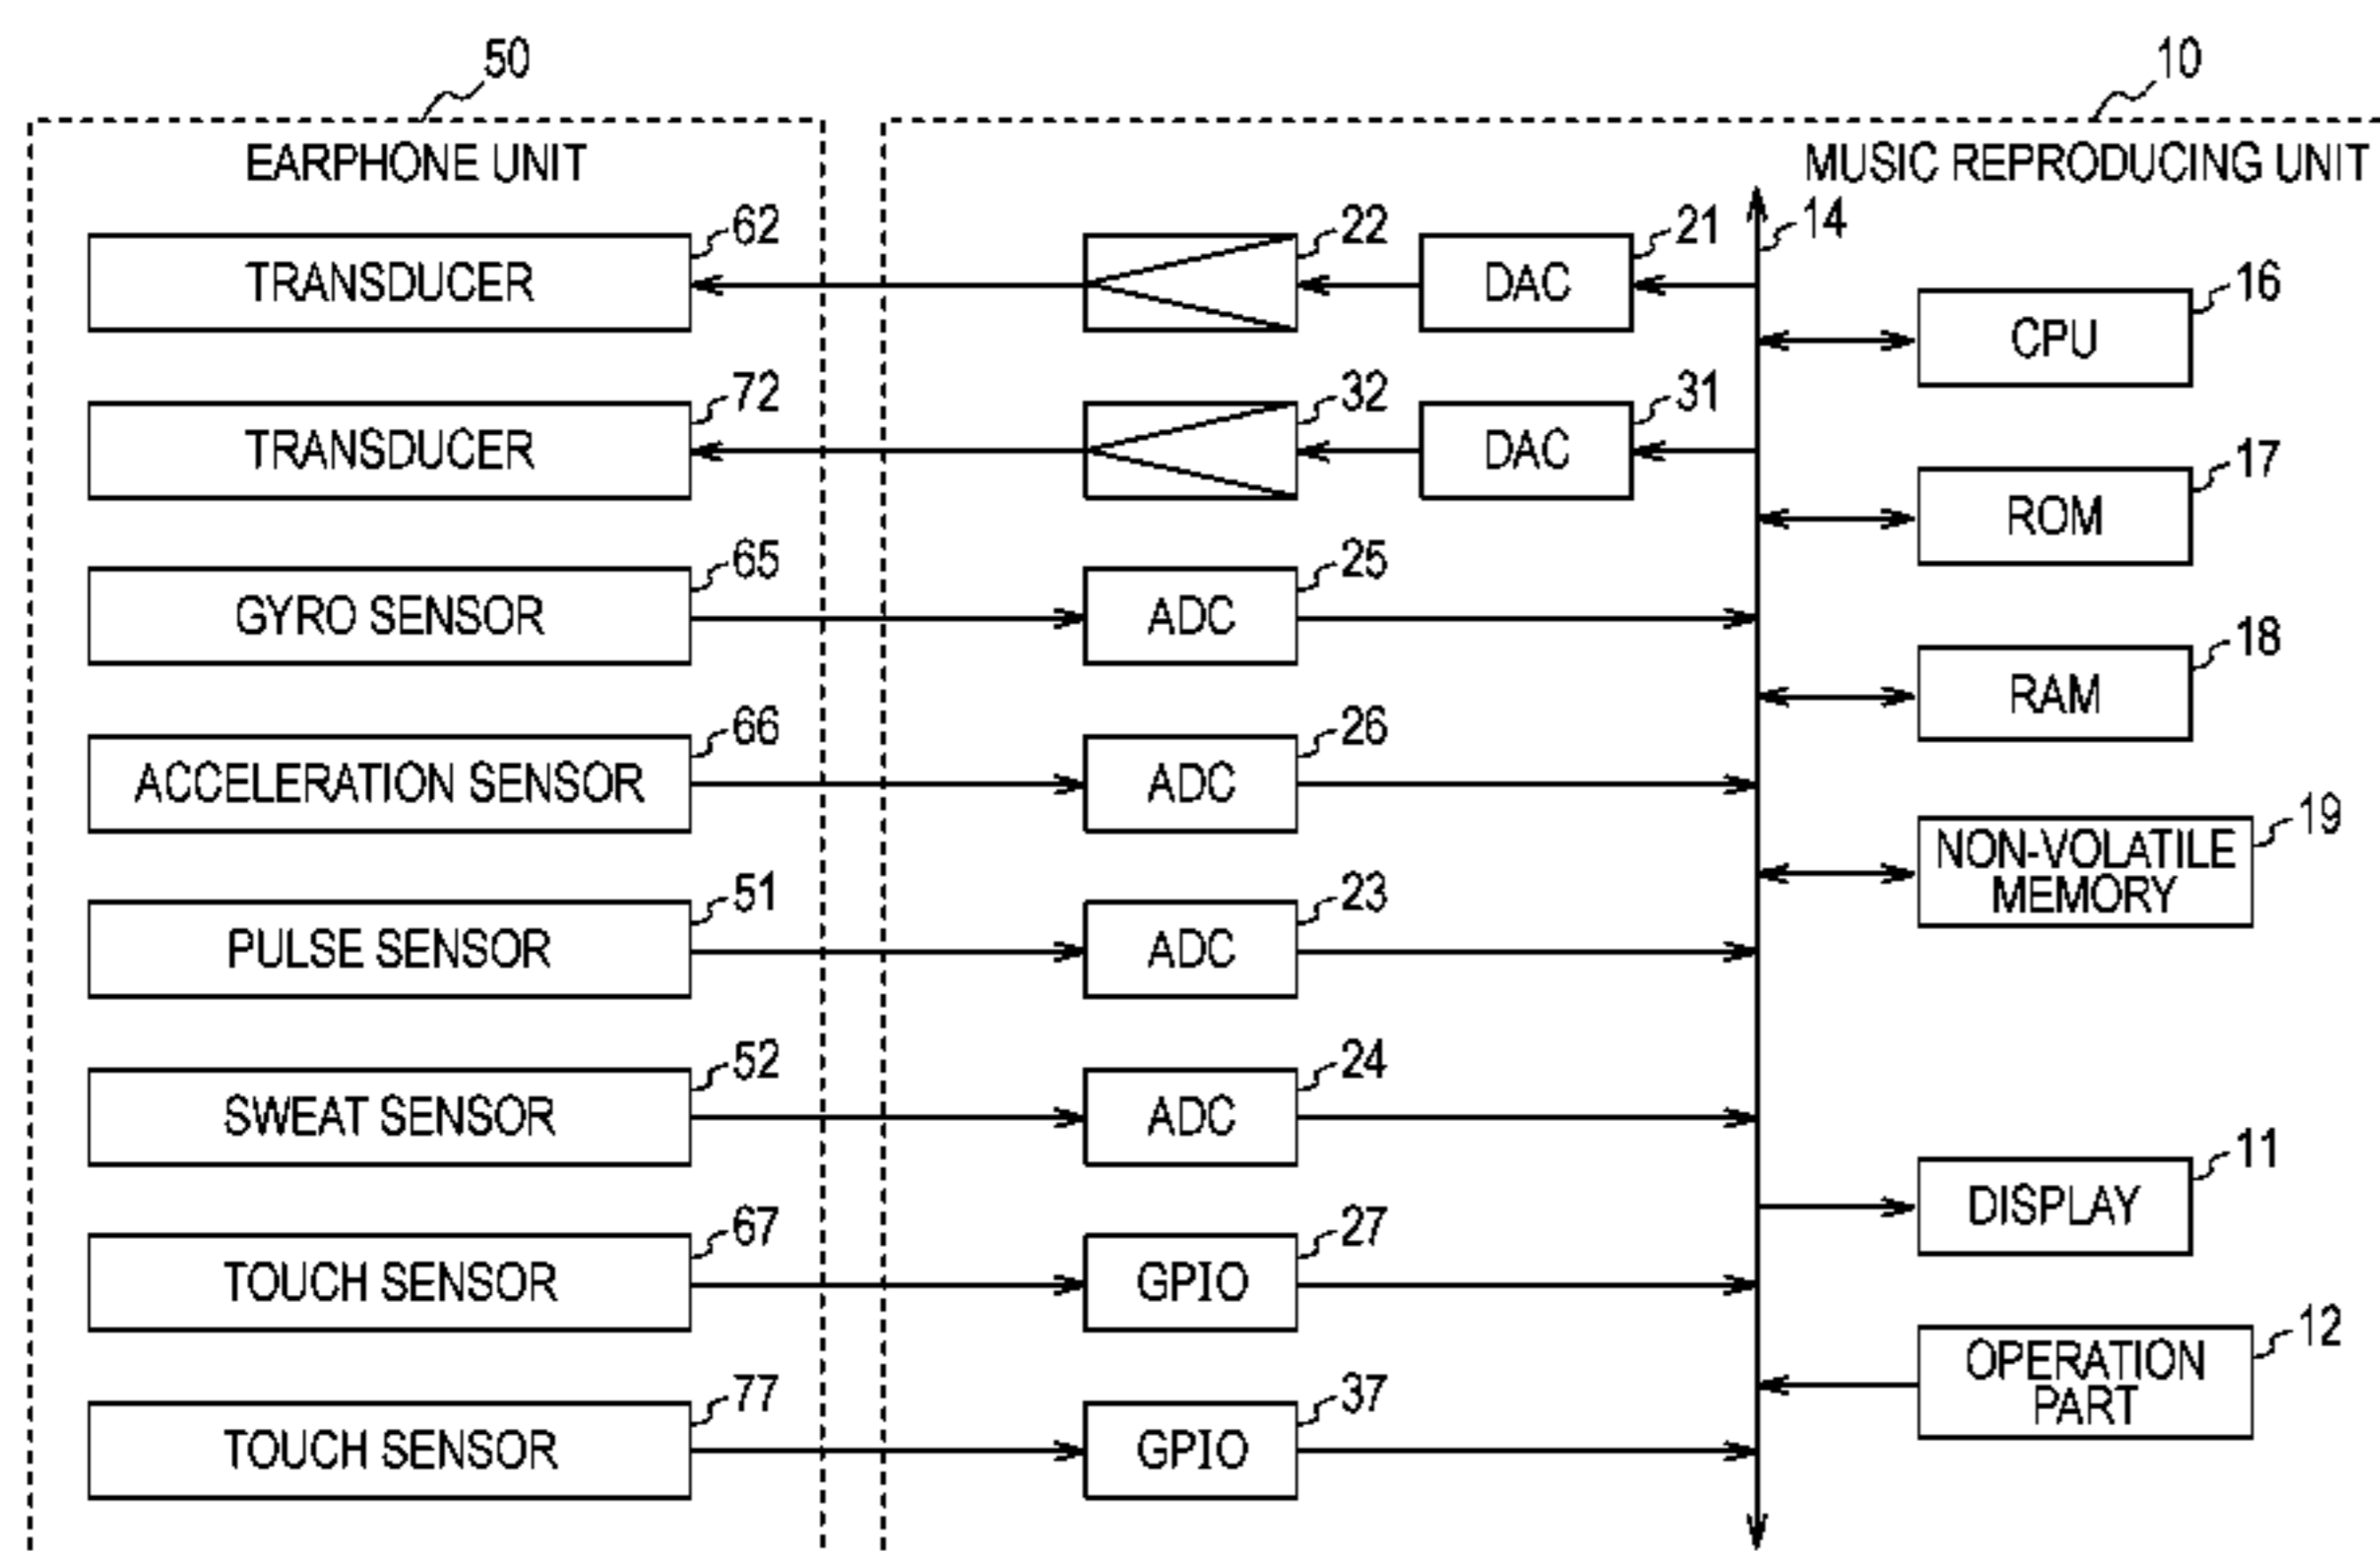 50
10
EARPHONE UNIT
MUSIC REPRODUCING UNIT
62
22
21
14
TRANSDUCER
DAC
16
CPU
72
32
31
TRANSDUCER
DAC
17
ROM
65
25
GYRO SENSOR
ADC
18
RAM
66
26
ACCELERATION SENSOR
ADC
19
NON-VOLATILE
MEMORY
51
23
PULSE SENSOR
ADC
52
24
SWEAT SENSOR
ADC
11
DISPLAY
67
27
TOUCH SENSOR
GPIO
12
OPERATION
PART
77
37
TOUCH SENSOR
GPIO